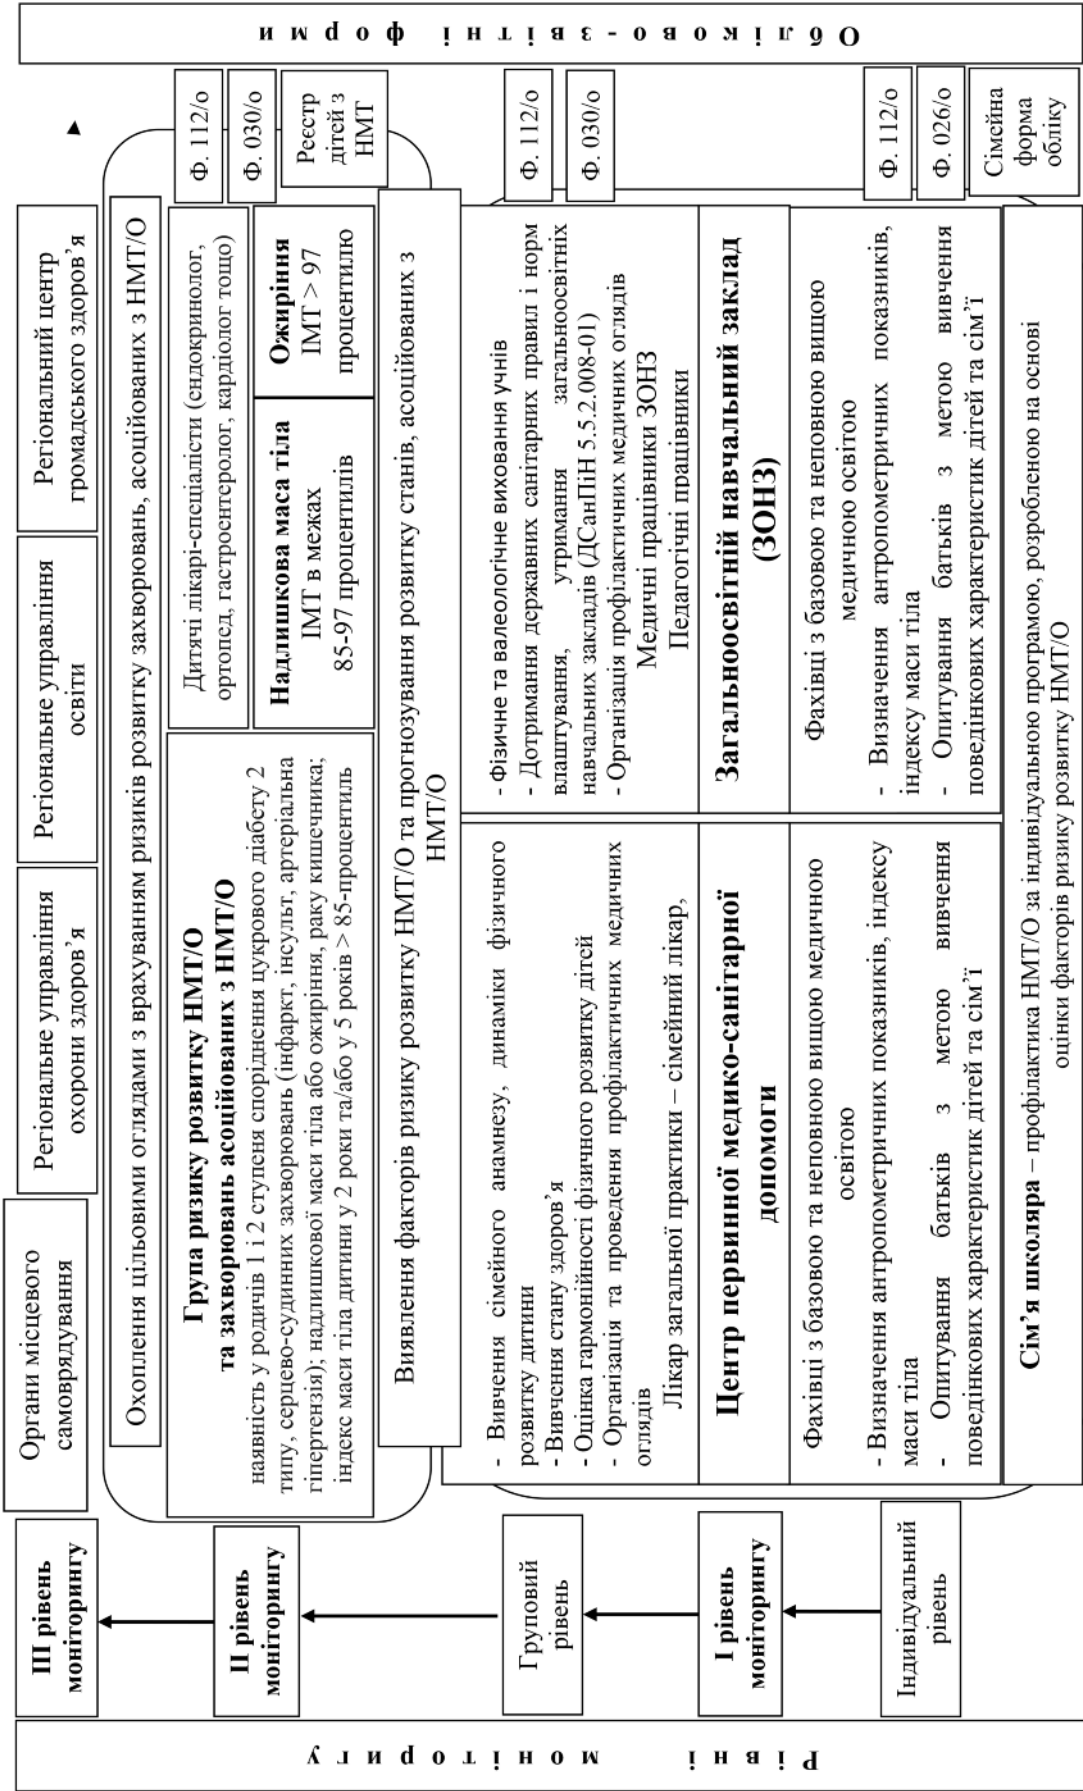 Рівні моніторигу
ІІІ рівень
моніторингу
ІІ рівень
моніторингу
Груповий
рівень
І рівень
моніторингу
Індивідуальний
рівень
Органи місцевого
самоврядування
Регіональне управління
охорони здоров’я
Регіональне управління
освіти
Регіональний центр
громадського здоров’я
Охоплення цільовими оглядами з врахуванням ризиків розвитку захворювань, асоційованих з НМТ/О
Група ризику розвитку НМТ/О
та захворювань асоційованих з НМТ/О
наявність у родичів 1 і 2 ступеня споріднення цукрового діабету 2
типу, серцево-судинних захворювань (інфаркт, інсульт, артеріальна
гіпертензія); надлишкової маси тіла або ожиріння, раку кишечника;
індекс маси тіла дитини у 2 роки та/або у 5 років > 85-процентиль
Дитячі лікарі-спеціалісти (ендокринолог,
ортопед, гастроентеролог, кардіолог тощо)
Надлишкова маса тіла
ІМТ в межах
85-97 процентилів
Ожиріння
ІМТ > 97
процентилю
Ф. 112/о
Ф. 030/о
Реєстр
дітей з
НМТ
Виявлення факторів ризику розвитку НМТ/О та прогнозування розвитку станів, асоційованих з
НМТ/О
- Вивчення сімейного анамнезу, динаміки фізичного
розвитку дитини
- Вивчення стану здоров’я
- Оцінка гармонійності фізичного розвитку дітей
- Організація та проведення профілактичних медичних
оглядів
Лікар загальної практики – сімейний лікар,
- Фізичне та валеологічне виховання учнів
- Дотримання державних санітарних правил і норм
влаштування, утримання загальноосвітніх
навчальних закладів (ДСанПіН 5.5.2.008-01)
- Організація профілактичних медичних оглядів
Медичні працівники ЗОНЗ
Педагогічні працівники
Ф. 112/о
Ф. 030/о
Центр первинної медико-санітарної
допомоги
Загальноосвітній навчальний заклад
(ЗОНЗ)
Фахівці з базовою та неповною вищою медичною
освітою
- Визначення антропометричних показників, індексу
маси тіла
- Опитування батьків з метою вивчення
поведінкових характеристик дітей та сім’ї
Фахівці з базовою та неповною вищою
медичною освітою
- Визначення антропометричних показників,
індексу маси тіла
- Опитування батьків з метою вивчення
поведінкових характеристик дітей та сім’ї
Ф. 112/о
Ф. 026/о
Сімейна
форма
обліку
Сім’я школяра – профілактика НМТ/О за індивідуальною програмою, розробленою на основі
оцінки факторів ризику розвитку НМТ/О
Обліково-звітні форми